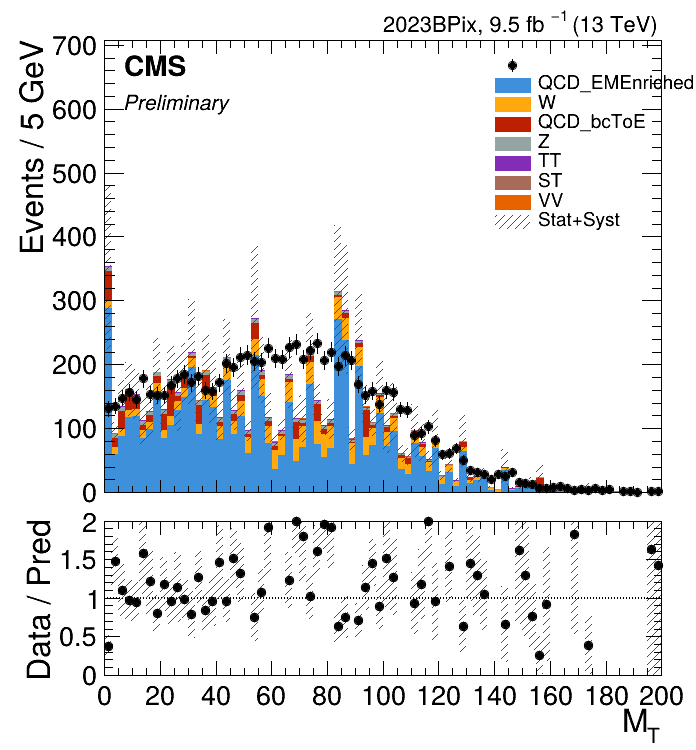 2023BPix, 9.5 fb⁻¹ (13 TeV)
Events / 5 GeV
700
600
500
400
300
200
100
0
CMS
Preliminary
QCD_EMEnriched
W
QCD_bcToE
Z
TT
ST
VV
Stat+Syst
Data / Pred
2
1.5
1
0.5
0
0 20 40 60 80 100 120 140 160 180 200
M_T